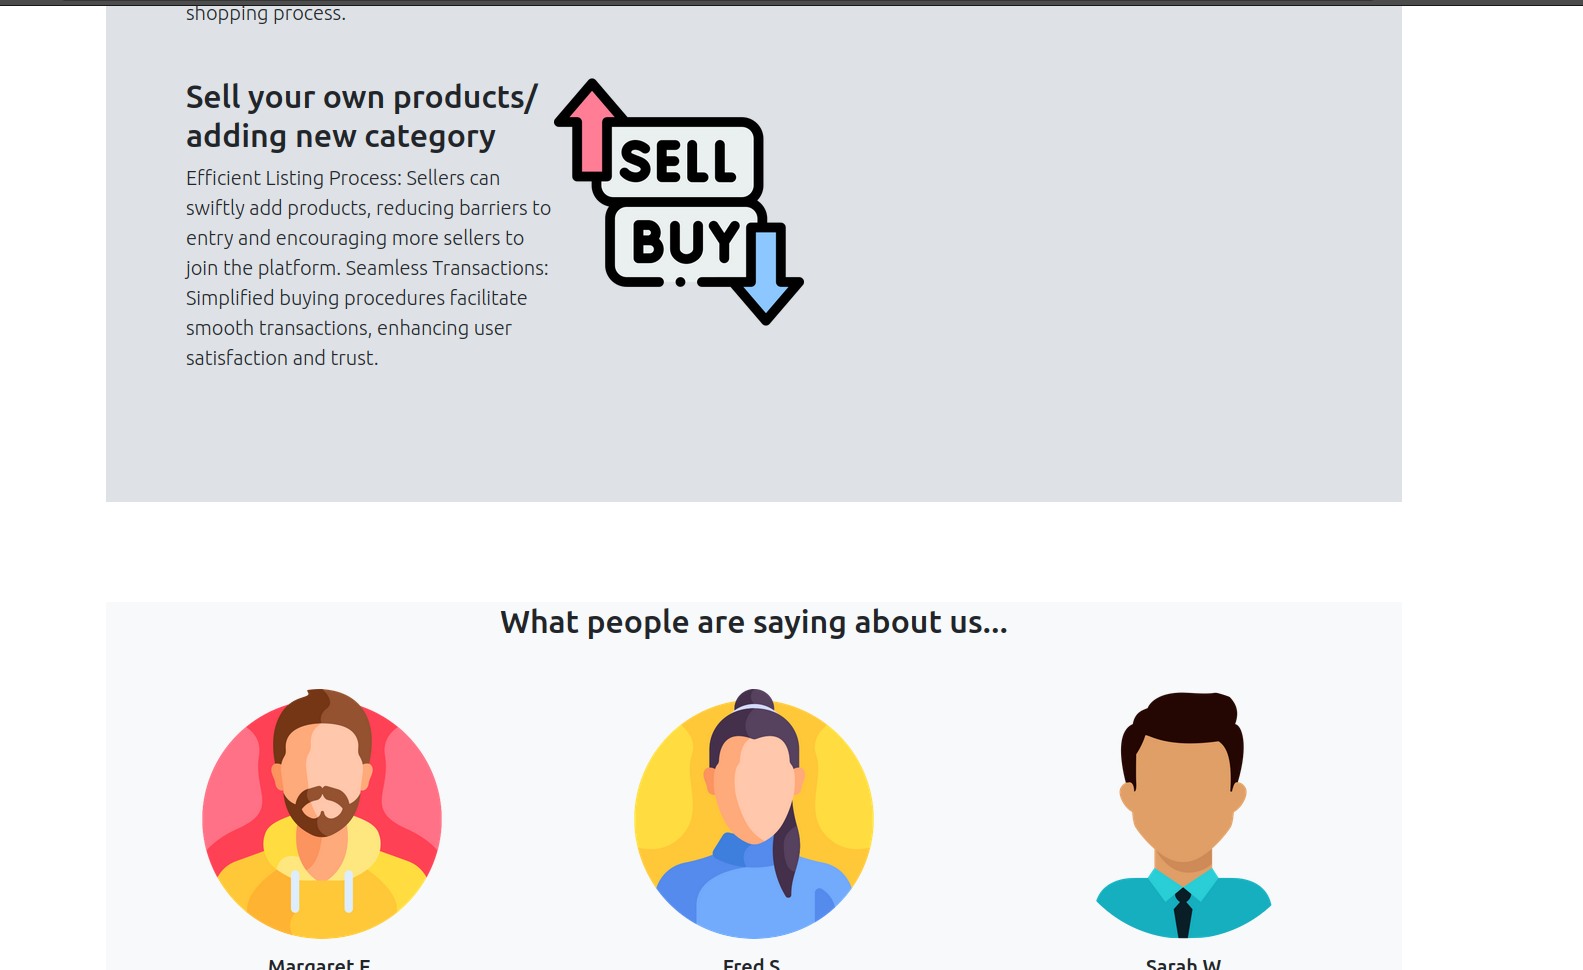 shopping process.
Sell your own products/
adding new category
Efficient Listing Process: Sellers can
swiftly add products, reducing barriers to
entry and encouraging more sellers to
join the platform. Seamless Transactions:
Simplified buying procedures facilitate
smooth transactions, enhancing user
satisfaction and trust.
SELL
BUY
What people are saying about us...
Margaret E.
Fred S.
Sarah W.